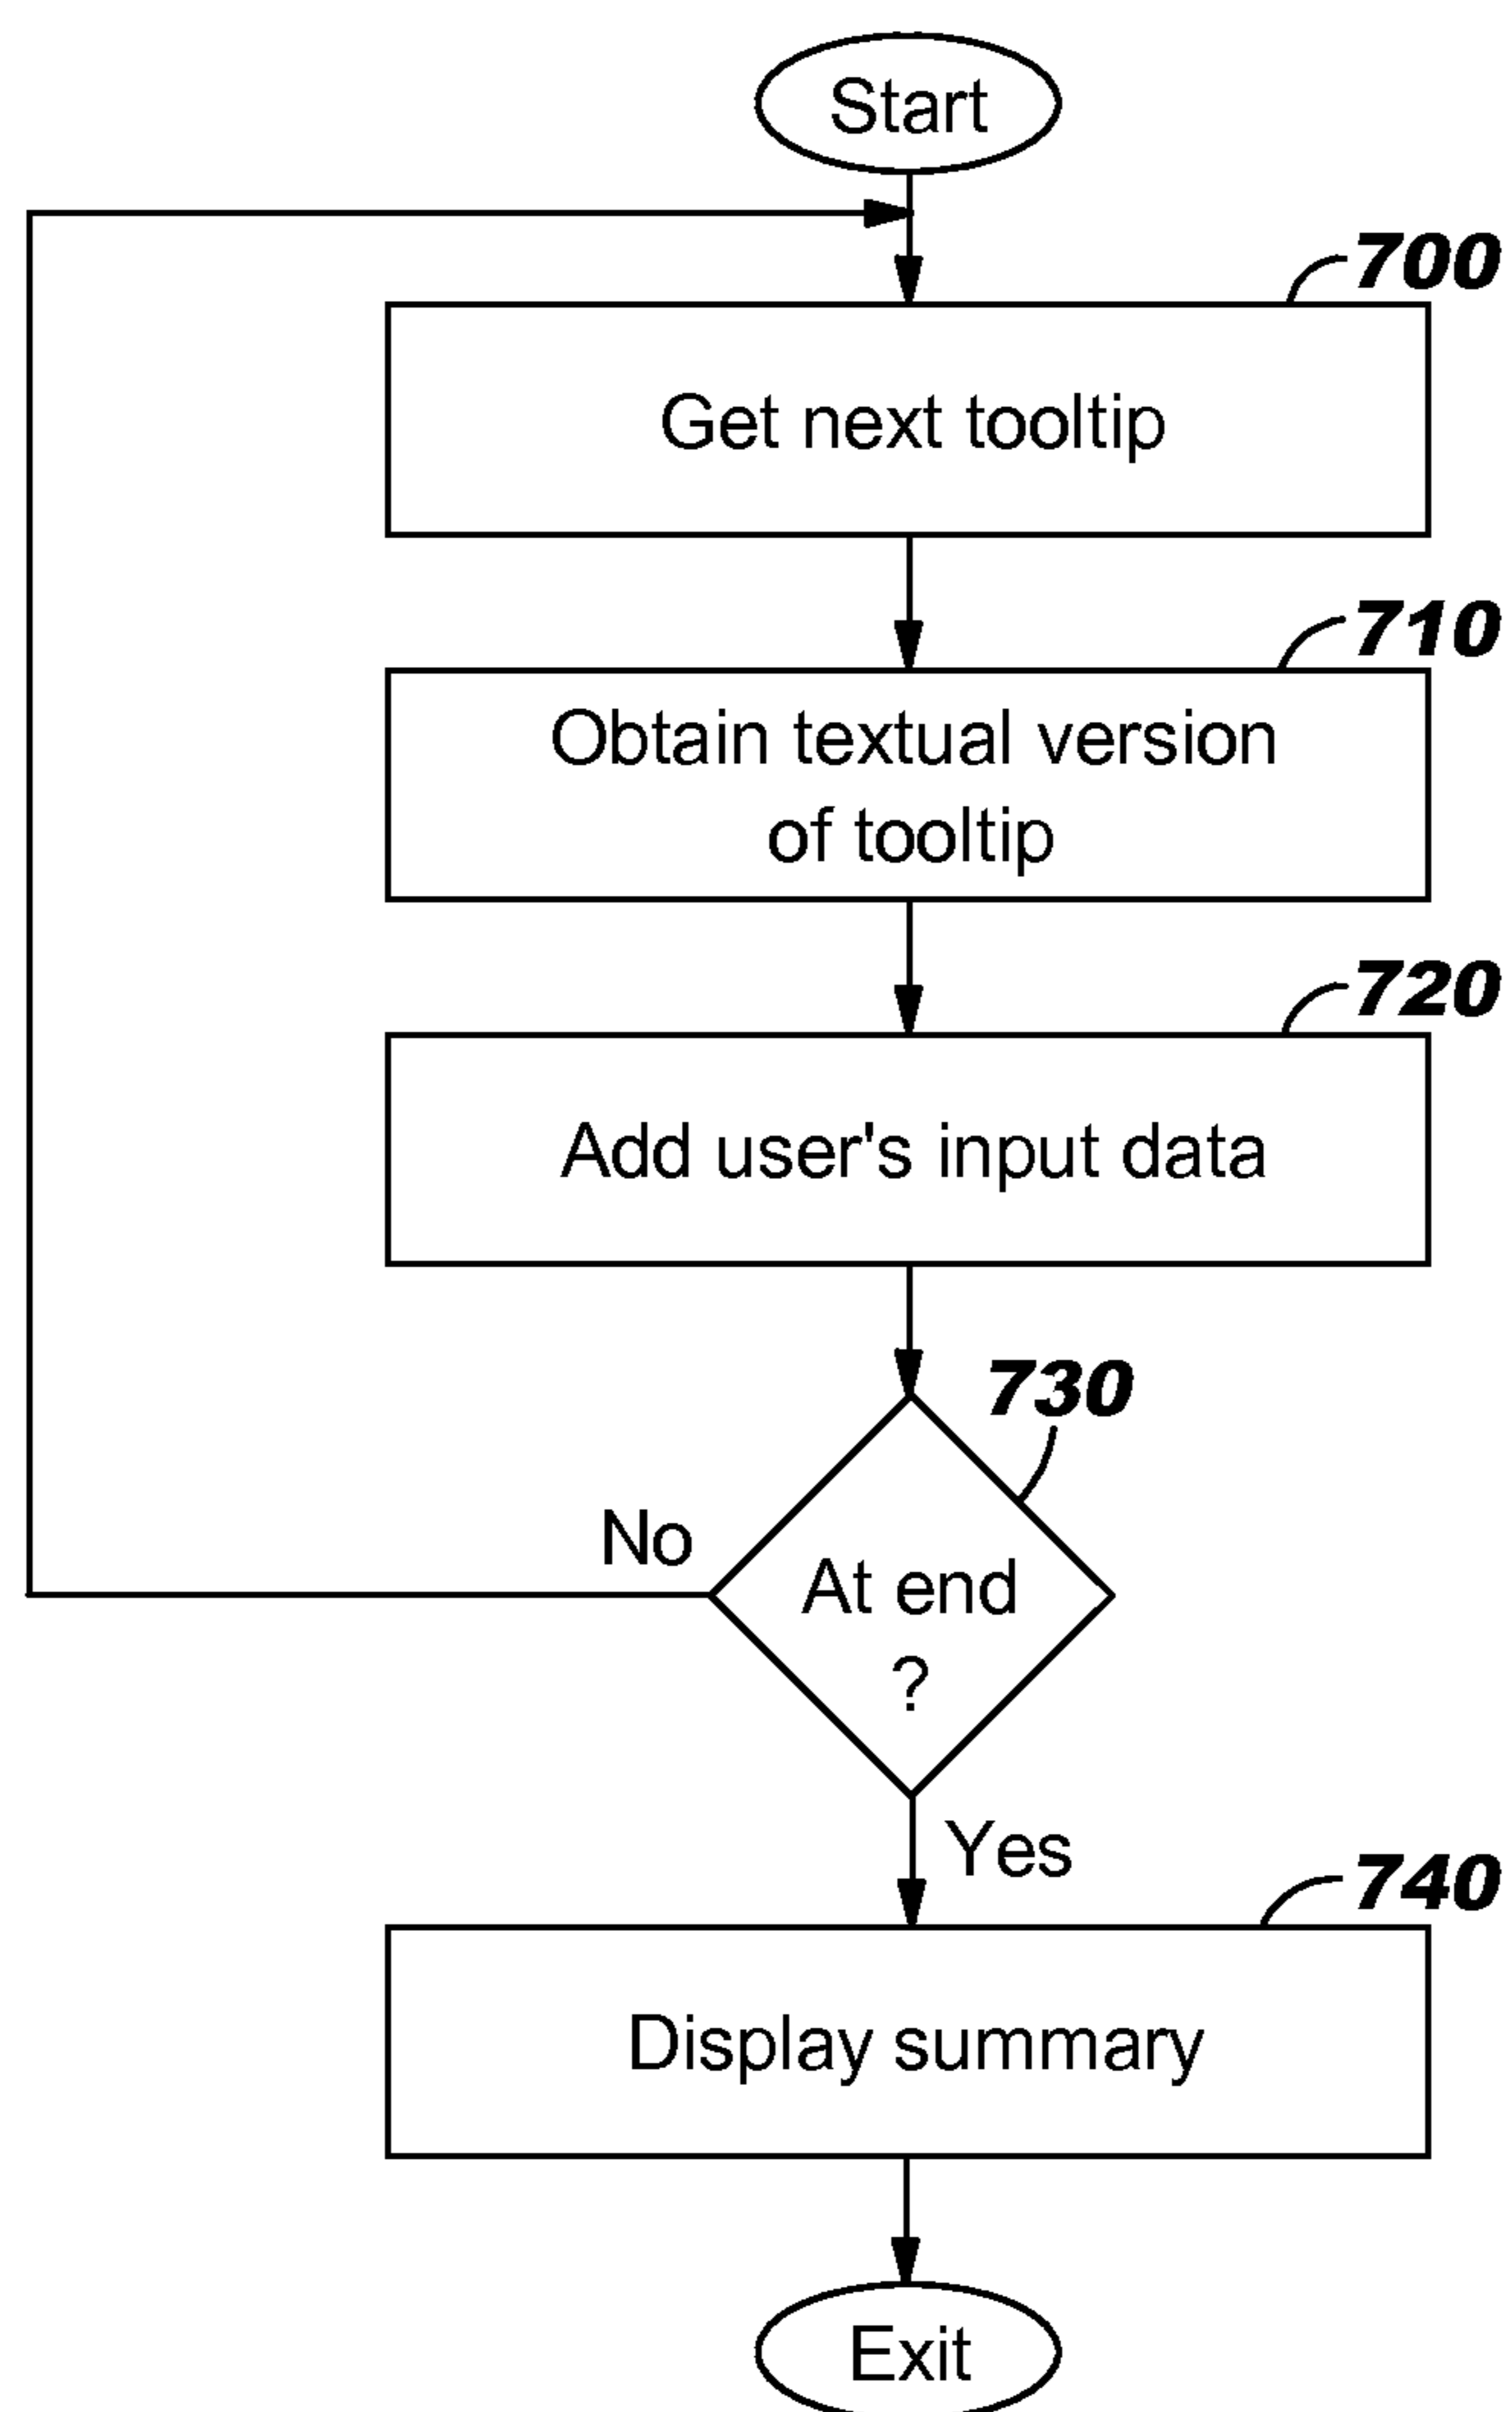 Start
700
Get next tooltip
710
Obtain textual version
of tooltip
720
Add user's input data
730
No
At end
?
Yes
740
Display summary
Exit